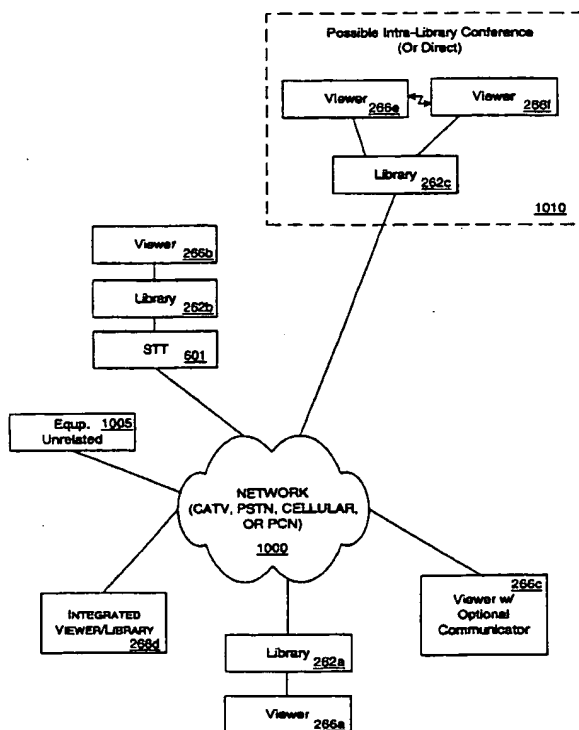 Possible Intra-Library Conference
(Or Direct)
Viewer
266e
Viewer
266f
Library
262c
1010
Viewer
266b
Library
262b
STT
601
Equp. 1005
Unrelated
NETWORK
(CATV, PSTN, CELLULAR,
OR PCN)
1000
266c
Viewer w/
Optional
Communicator
INTEGRATED
VIEWER/LIBRARY
266d
Library
262a
Viewer
266a